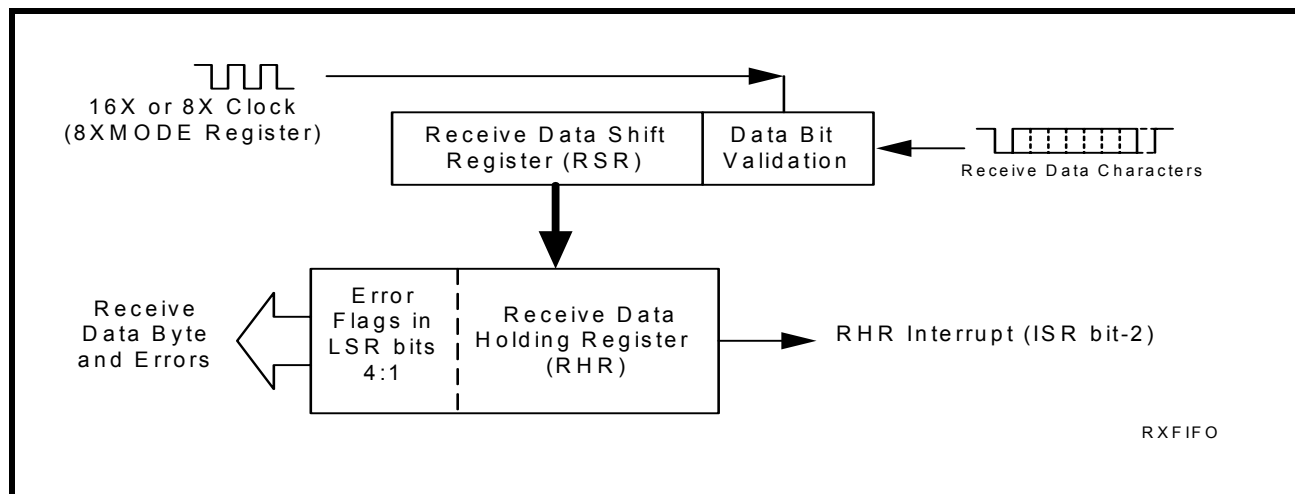 16X or 8X Clock
(8XMODE Register)
Receive Data Shift
Register (RSR)
Data Bit
Validation
Receive Data Characters
Receive
Data Byte
and Errors
Error
Flags in
LSR bits
4:1
Receive Data
Holding Register
(RHR)
RHR Interrupt (ISR bit-2)
RXFIFO